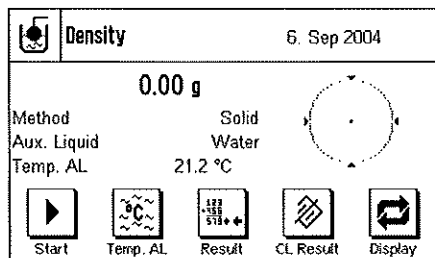 Density 6. Sep 2004
0.00 g
Method Solid
Aux. Liquid Water
Temp. AL 21.2 °C
°C
Start Temp. AL Result CL Result Display